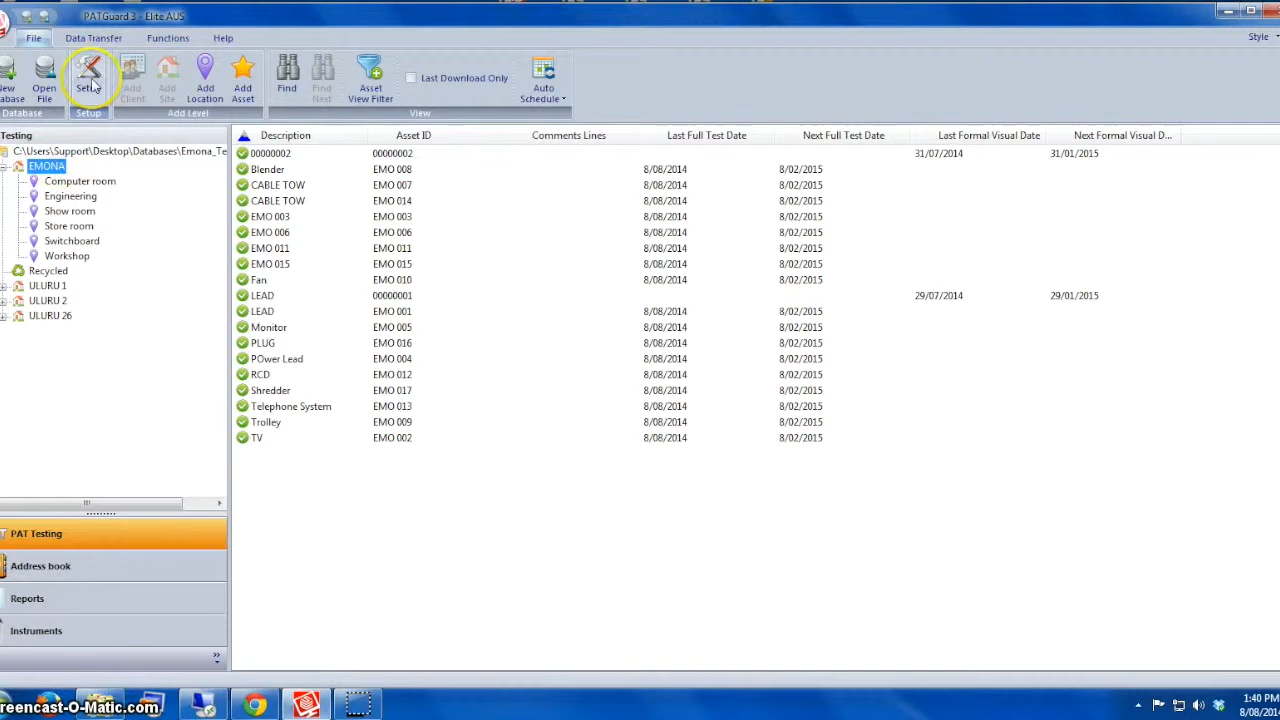 PATGuard 3 - Elite AUS
File Data Transfer Functions Help Style
Open File
Setup
Add Client
Add Site
Add Location
Add Asset
Find
Find Next
Asset View Filter
Last Download Only
Auto Schedule
Database Setup Add Level View
Testing
Description Asset ID Comments Lines Last Full Test Date Next Full Test Date Last Formal Visual Date Next Formal Visual D...
C:\Users\Support\Desktop\Databases\Emona_Te
EMONA
Computer room
Engineering
Show room
Store room
Switchboard
Workshop
Recycled
ULURU 1
ULURU 2
ULURU 26
00000002 00000002 31/07/2014 31/01/2015
Blender EMO 008 8/08/2014 8/02/2015
CABLE TOW EMO 007 8/08/2014 8/02/2015
CABLE TOW EMO 014 8/08/2014 8/02/2015
EMO 003 EMO 003 8/08/2014 8/02/2015
EMO 006 EMO 006 8/08/2014 8/02/2015
EMO 011 EMO 011 8/08/2014 8/02/2015
EMO 015 EMO 015 8/08/2014 8/02/2015
Fan EMO 010 8/08/2014 8/02/2015
LEAD 00000001 29/07/2014 29/01/2015
LEAD EMO 001 8/08/2014 8/02/2015
Monitor EMO 005 8/08/2014 8/02/2015
PLUG EMO 016 8/08/2014 8/02/2015
POwer Lead EMO 004 8/08/2014 8/02/2015
RCD EMO 012 8/08/2014 8/02/2015
Shredder EMO 017 8/08/2014 8/02/2015
Telephone System EMO 013 8/08/2014 8/02/2015
Trolley EMO 009 8/08/2014 8/02/2015
TV EMO 002 8/08/2014 8/02/2015
PAT Testing
Address book
Reports
Instruments
reencast-O-Matic.com
1:40 PM
8/08/201